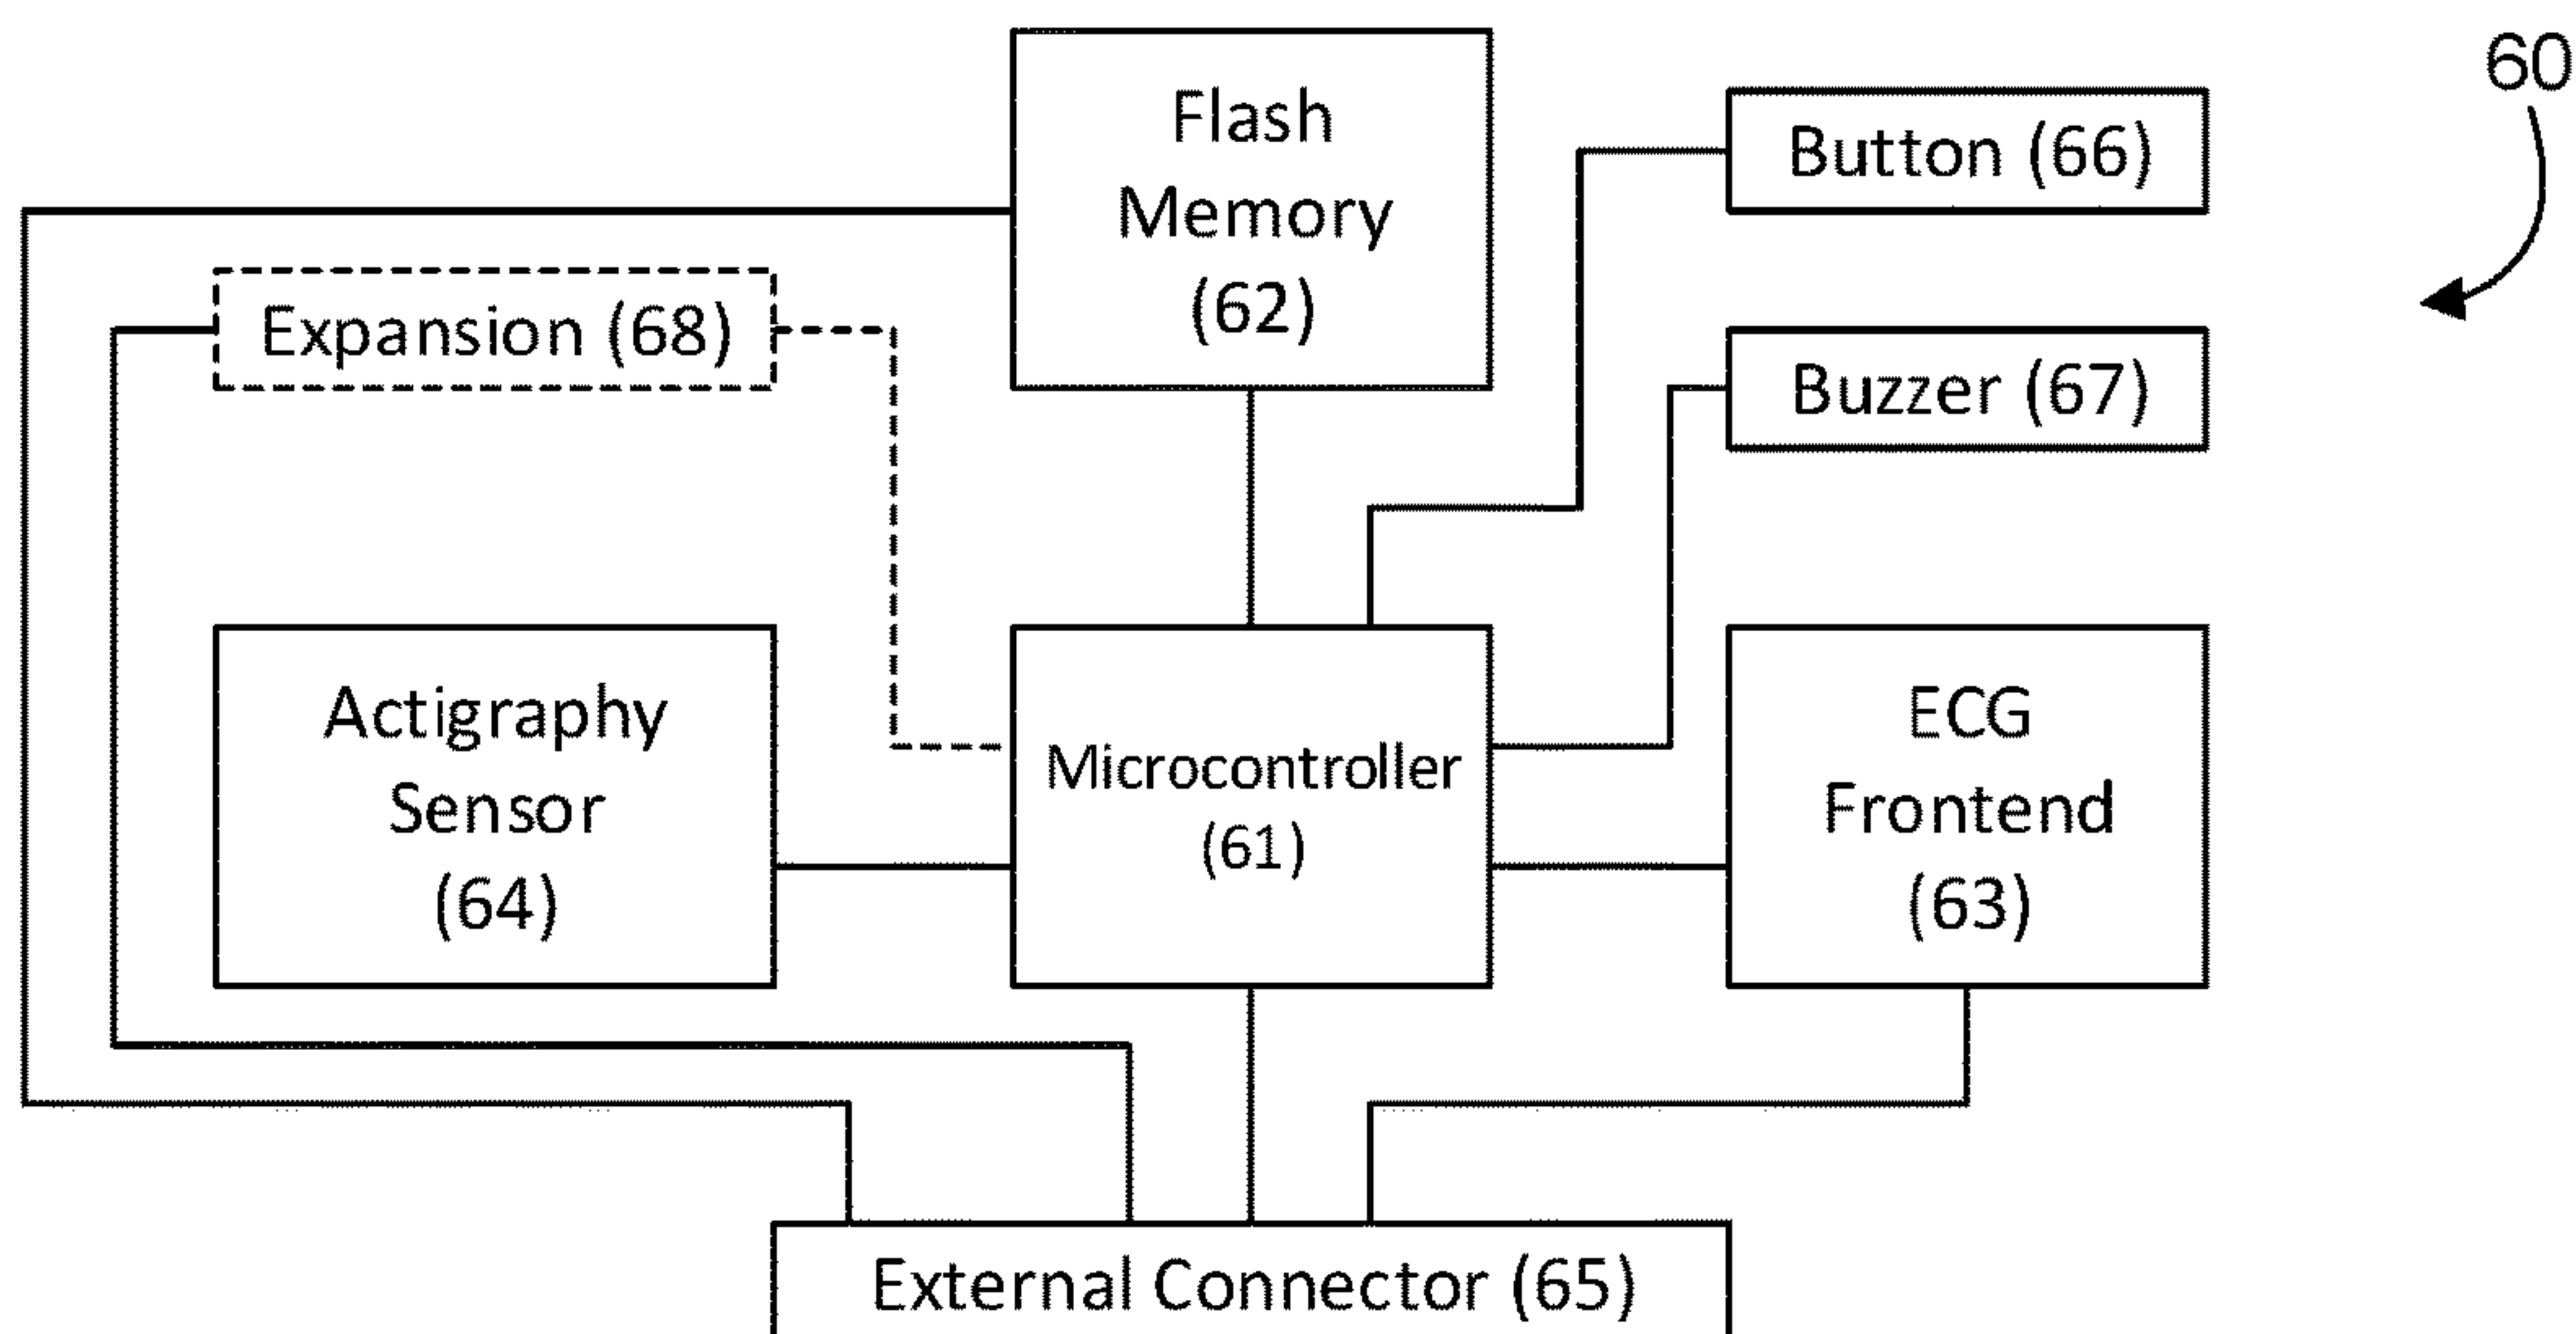 60
Flash
Memory
(62)
Button (66)
Expansion (68)
Buzzer (67)
Actigraphy
Sensor
(64)
Microcontroller
(61)
ECG
Frontend
(63)
External Connector (65)